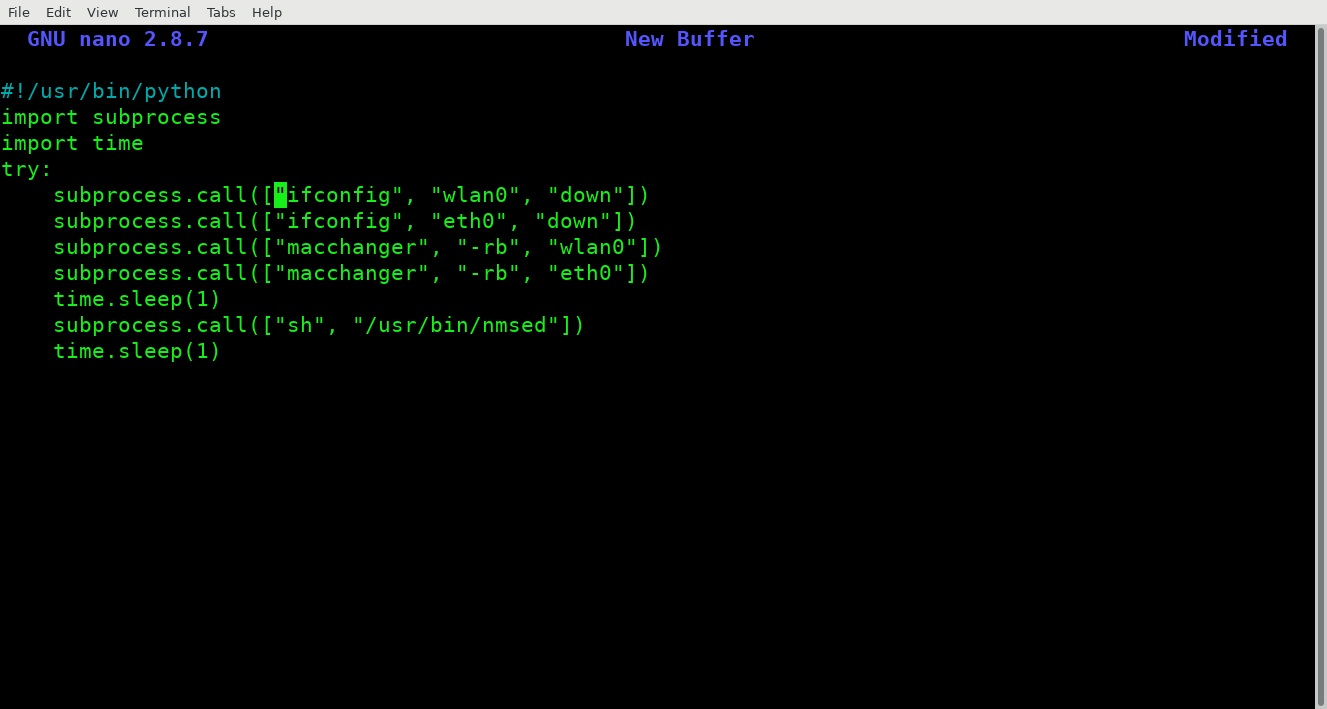 File Edit View Terminal Tabs Help
GNU nano 2.8.7 New Buffer Modified
#!/usr/bin/python
import subprocess
import time
try:
    subprocess.call(["ifconfig", "wlan0", "down"])
    subprocess.call(["ifconfig", "eth0", "down"])
    subprocess.call(["macchanger", "-rb", "wlan0"])
    subprocess.call(["macchanger", "-rb", "eth0"])
    time.sleep(1)
    subprocess.call(["sh", "/usr/bin/nmsed"])
    time.sleep(1)